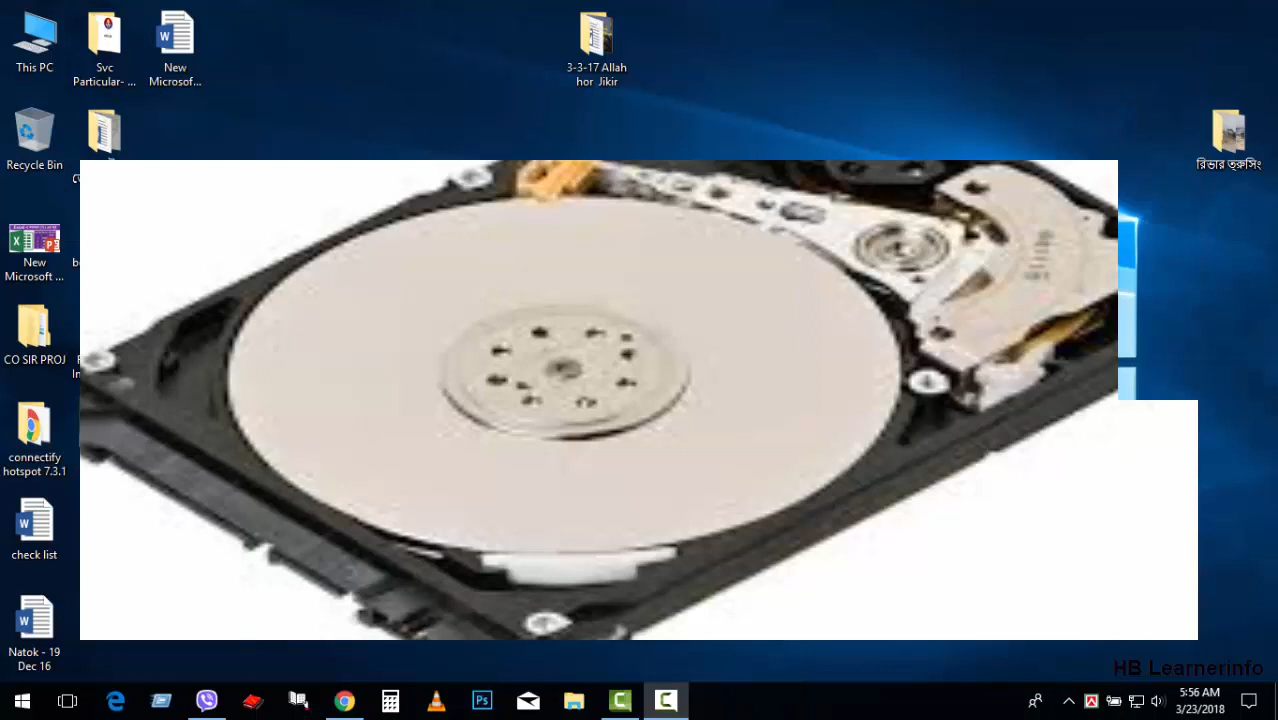 This PC
Svc
Particular- ...
New
Microsof...
3-3-17 Allah
hor Jikir
Recycle Bin
রিভার ক্রসিং
New
Microsoft ...
CO SIR PROJ
connectify
hotspot 7.3.1
check list
Natok - 19
Dec 16
HB Learnerinfo
5:56 AM
3/23/2018